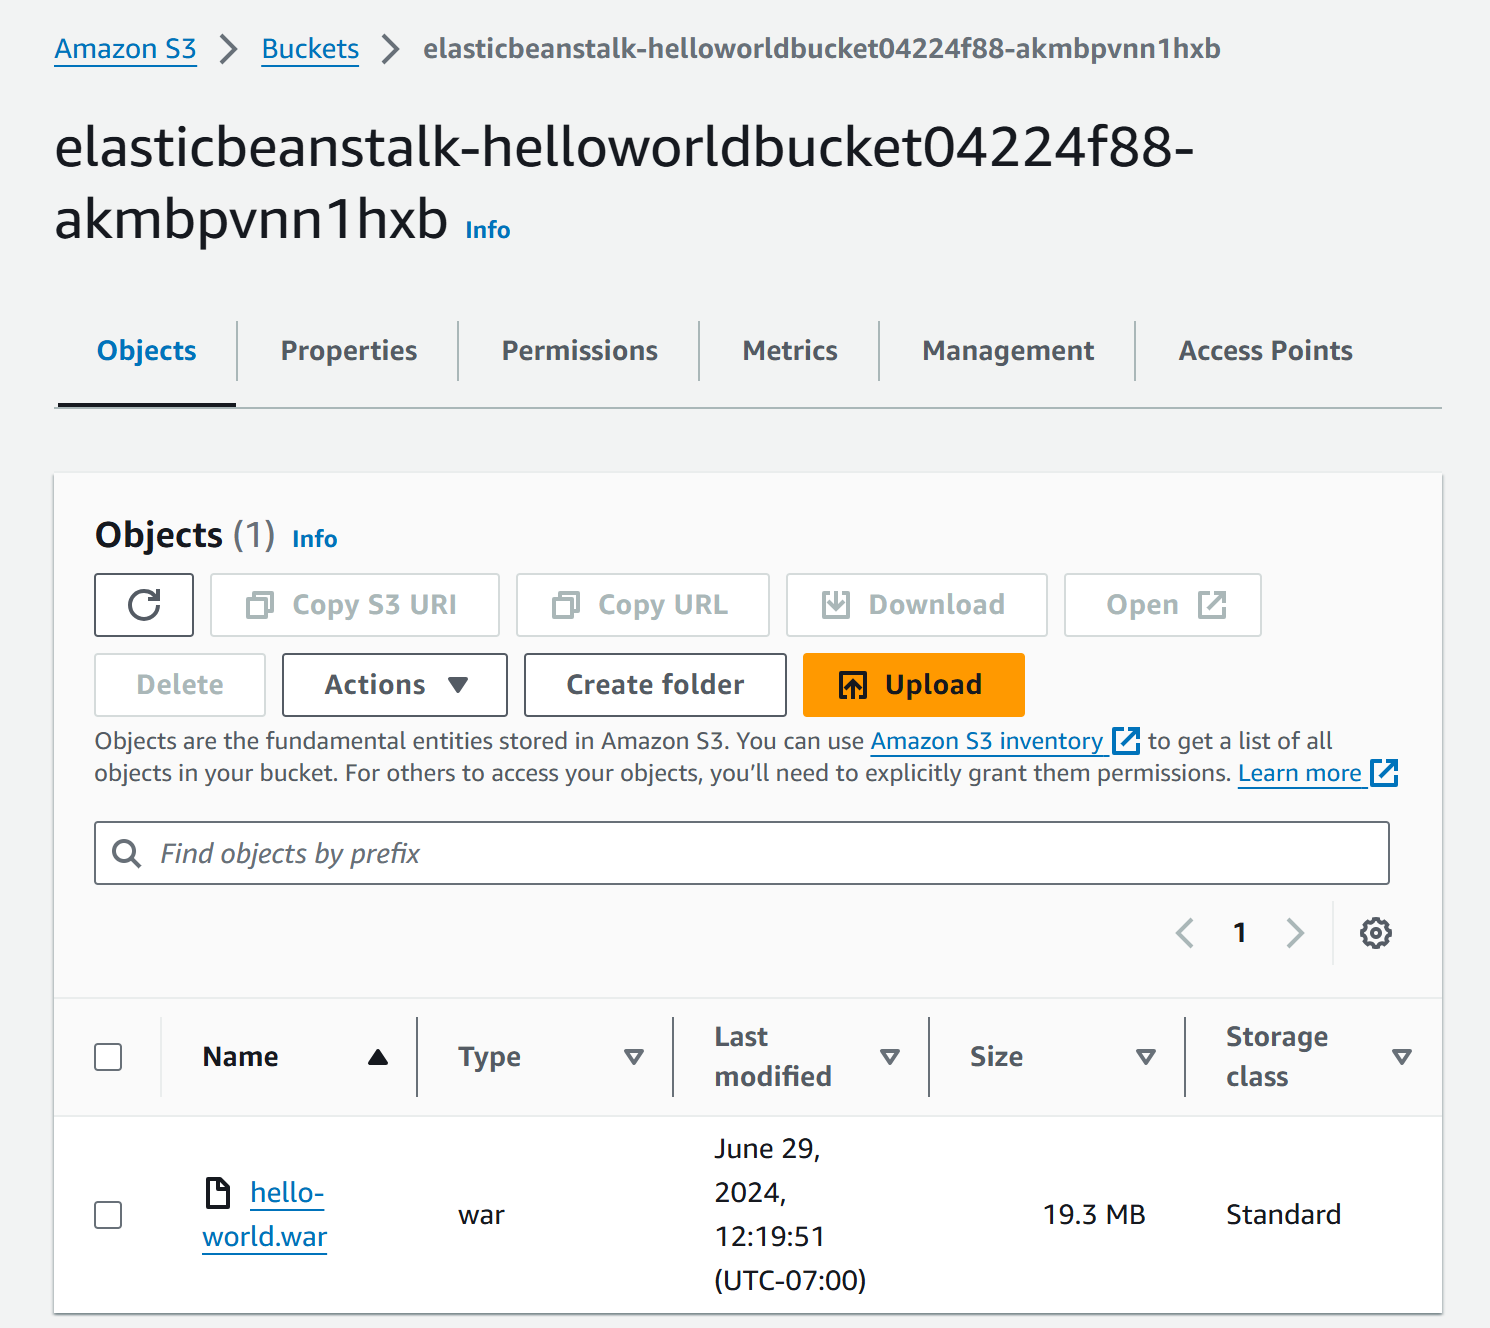 Amazon S3 > Buckets > elasticbeanstalk-helloworldbucket04224f88-akmbpvnn1hxb
elasticbeanstalk-helloworldbucket04224f88-
akmbpvnn1hxb Info
Objects Properties Permissions Metrics Management Access Points
Objects (1) Info
Copy S3 URI Copy URL Download Open
Delete Actions Create folder Upload
Objects are the fundamental entities stored in Amazon S3. You can use Amazon S3 inventory to get a list of all
objects in your bucket. For others to access your objects, you’ll need to explicitly grant them permissions. Learn more
Find objects by prefix
1
Name Type Last modified Size Storage class
hello-
world.war
war
June 29,
2024,
12:19:51
(UTC-07:00)
19.3 MB
Standard